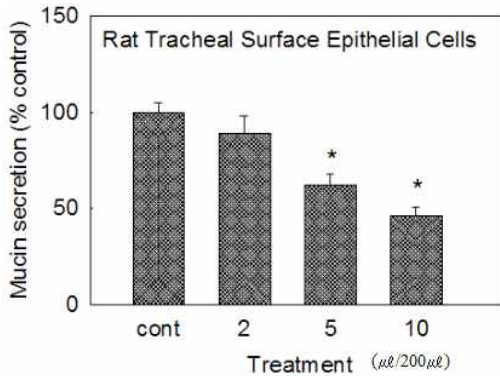 150
Rat Tracheal Surface Epithelial Cells
100
50
0
Mucin secretion (% control)
*
*
cont 2 5 10
Treatment (㎕/200㎕)